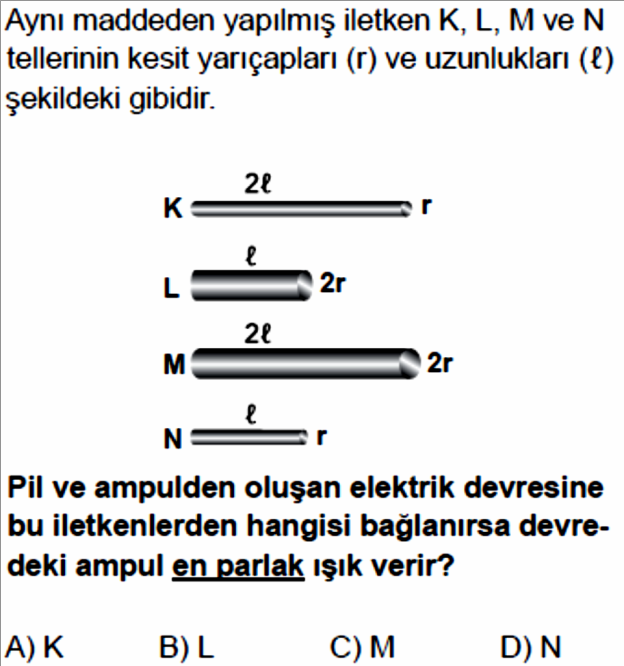 Aynı maddeden yapılmış iletken K, L, M ve N
tellerinin kesit yarıçapları (r) ve uzunlukları (ℓ)
şekildeki gibidir.
2ℓ
K r
ℓ
L 2r
2ℓ
M 2r
ℓ
N r
Pil ve ampulden oluşan elektrik devresine
bu iletkenlerden hangisi bağlanırsa devre-
deki ampul en parlak ışık verir?
A) K B) L C) M D) N